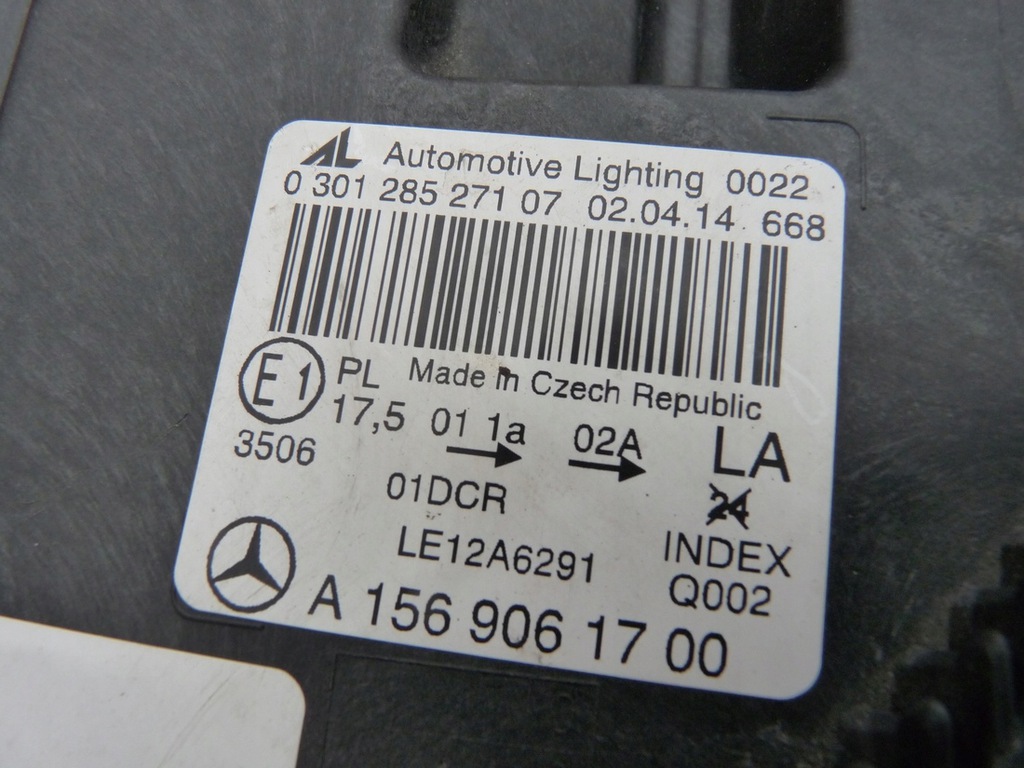 AL Automotive Lighting 0022
0 301 285 271 07 02.04.14 668
E1 PL Made in Czech Republic
17,5 01 1a 02A LA
3506
24
01DCR
INDEX
LE12A6291
Q002
A 156 906 17 00